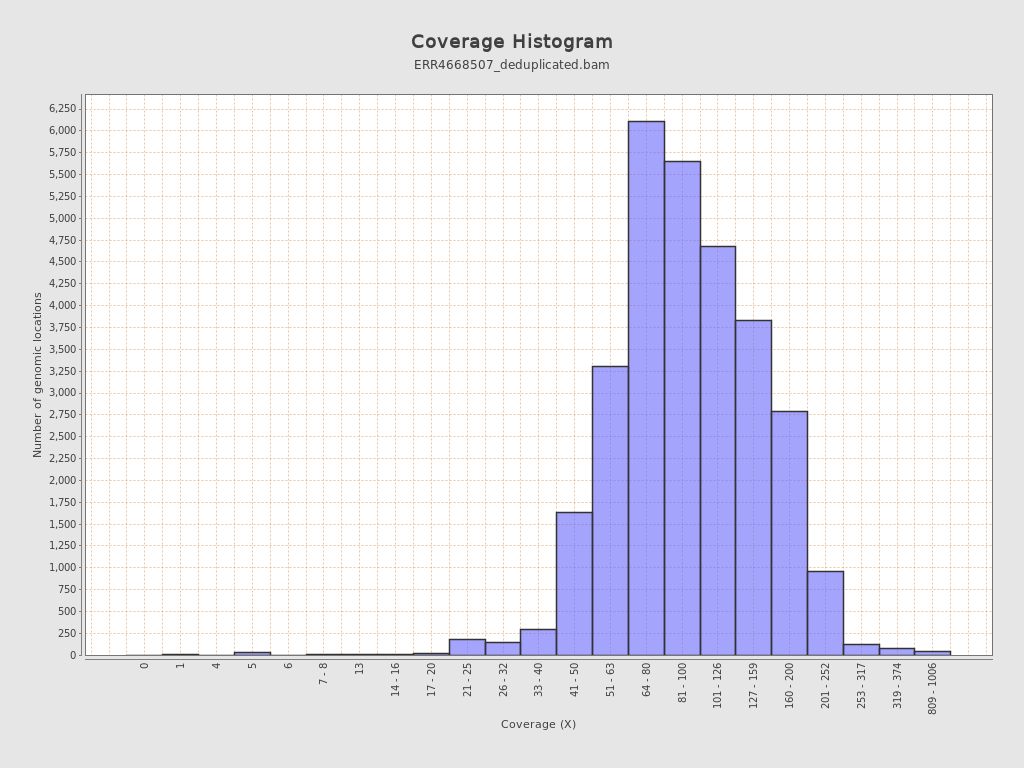 Coverage Histogram
ERR4668507_deduplicated.bam
Number of genomic locations
6,250
6,000
5,750
5,500
5,250
5,000
4,750
4,500
4,250
4,000
3,750
3,500
3,250
3,000
2,750
2,500
2,250
2,000
1,750
1,500
1,250
1,000
750
500
250
0
0
1
4
5
6
7 - 8
13
14 - 16
17 - 20
21 - 25
26 - 32
33 - 40
41 - 50
51 - 63
64 - 80
81 - 100
101 - 126
127 - 159
160 - 200
201 - 252
253 - 317
319 - 374
809 - 1006
Coverage (X)